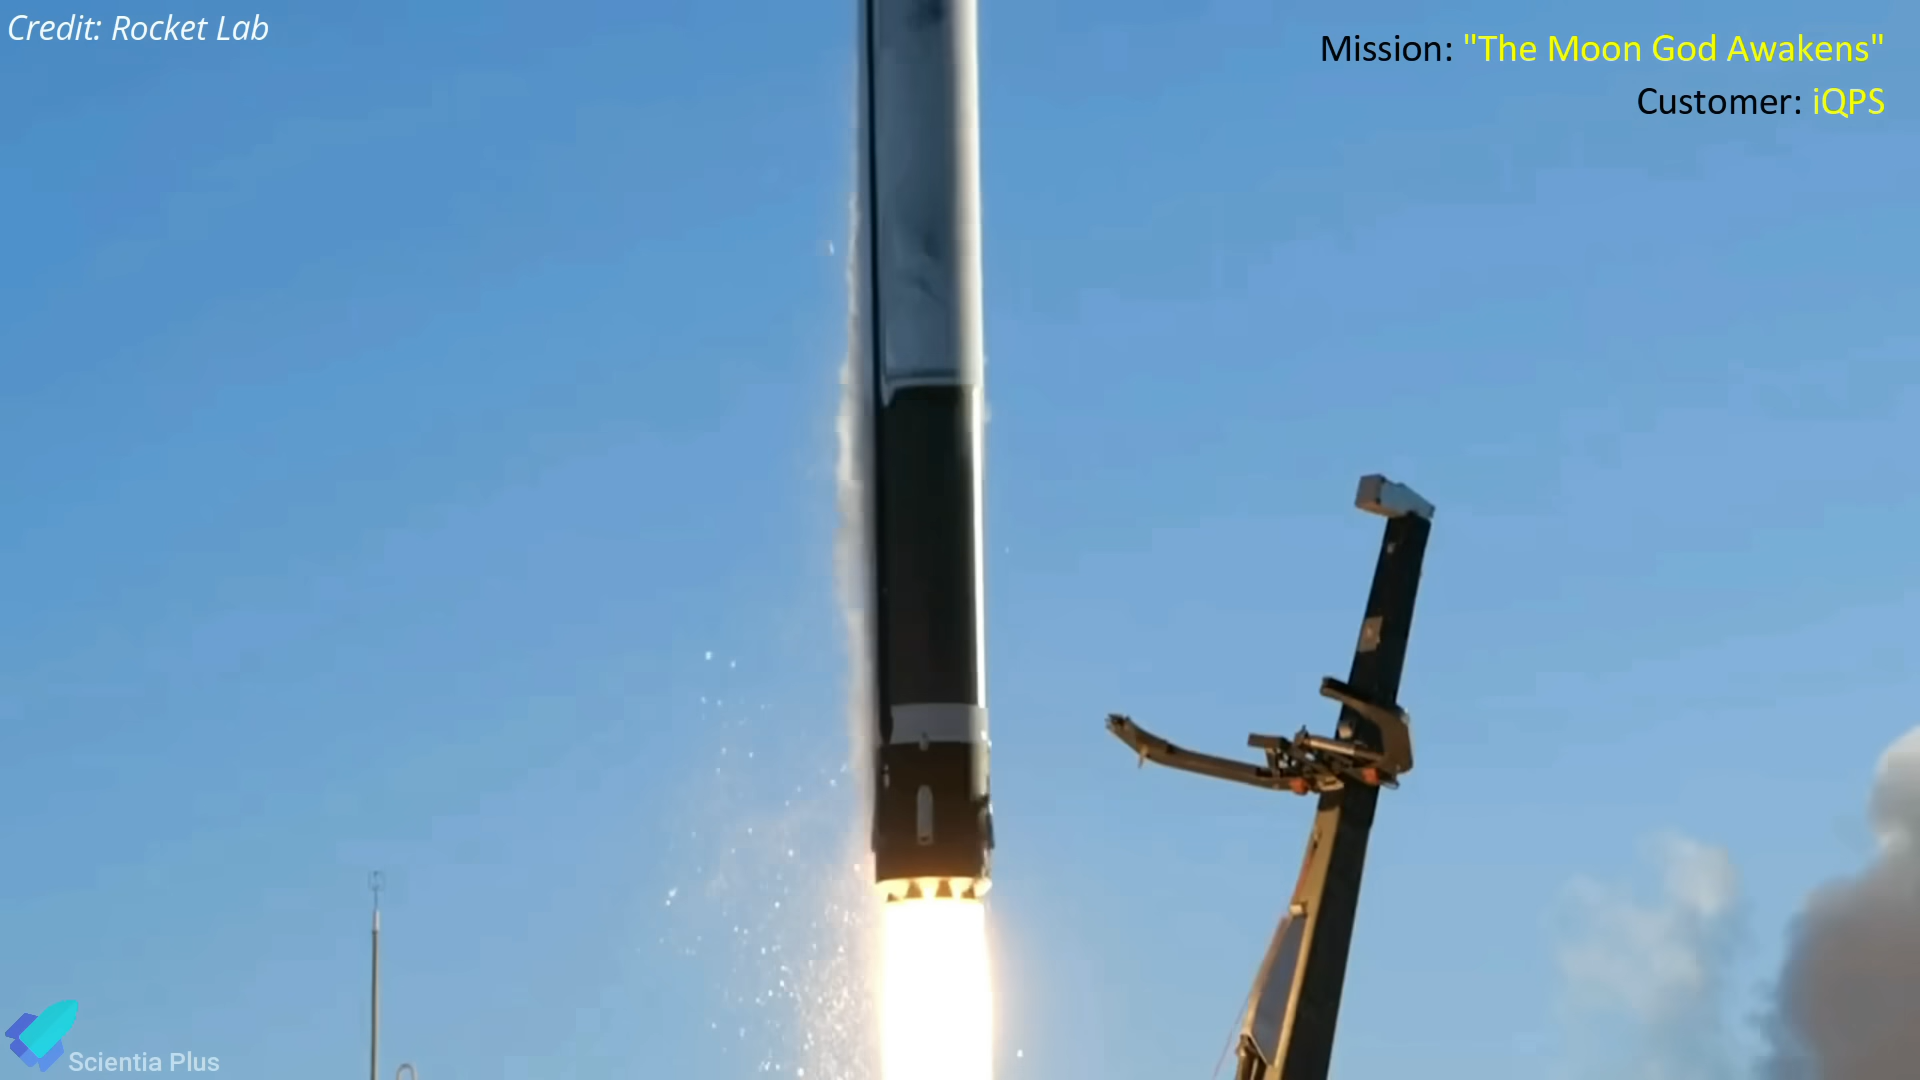 Credit: Rocket Lab
Mission: "The Moon God Awakens"
Customer: iQPS
Scientia Plus